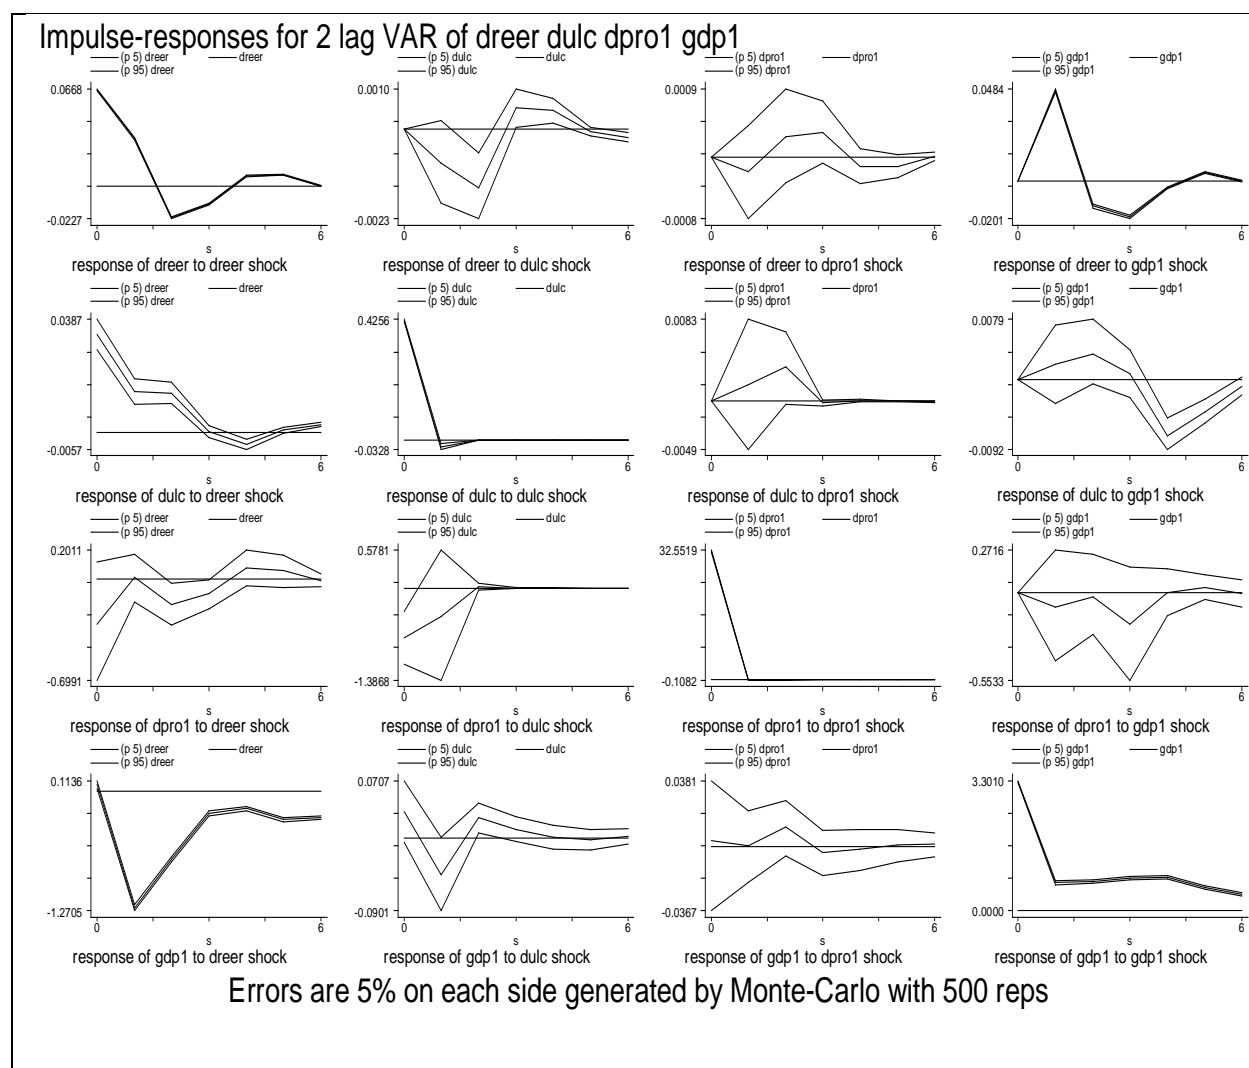 Impulse-responses for 2 lag VAR of dreer dulc dpro1 gdp1
(p 5) dreer dreer
(p 95) dreer
0.0668
-0.0227
0 6
s
response of dreer to dreer shock
(p 5) dulc dulc
(p 95) dulc
0.0010
-0.0023
0 6
s
response of dreer to dulc shock
(p 5) dpro1 dpro1
(p 95) dpro1
0.0009
-0.0008
0 6
s
response of dreer to dpro1 shock
(p 5) gdp1 gdp1
(p 95) gdp1
0.0484
-0.0201
0 6
s
response of dreer to gdp1 shock
(p 5) dreer dreer
(p 95) dreer
0.0387
-0.0057
0 6
s
response of dulc to dreer shock
(p 5) dulc dulc
(p 95) dulc
0.4256
-0.0328
0 6
s
response of dulc to dulc shock
(p 5) dpro1 dpro1
(p 95) dpro1
0.0083
-0.0049
0 6
s
response of dulc to dpro1 shock
(p 5) gdp1 gdp1
(p 95) gdp1
0.0079
-0.0092
0 6
s
response of dulc to gdp1 shock
(p 5) dreer dreer
(p 95) dreer
0.2011
-0.6991
0 6
s
response of dpro1 to dreer shock
(p 5) dulc dulc
(p 95) dulc
0.5781
-1.3868
0 6
s
response of dpro1 to dulc shock
(p 5) dpro1 dpro1
(p 95) dpro1
32.5519
-0.1082
0 6
s
response of dpro1 to dpro1 shock
(p 5) gdp1 gdp1
(p 95) gdp1
0.2716
-0.5533
0 6
s
response of dpro1 to gdp1 shock
(p 5) dreer dreer
(p 95) dreer
0.1136
-1.2705
0 6
s
response of gdp1 to dreer shock
(p 5) dulc dulc
(p 95) dulc
0.0707
-0.0901
0 6
s
response of gdp1 to dulc shock
(p 5) dpro1 dpro1
(p 95) dpro1
0.0381
-0.0367
0 6
s
response of gdp1 to dpro1 shock
(p 5) gdp1 gdp1
(p 95) gdp1
3.3010
0.0000
0 6
s
response of gdp1 to gdp1 shock
Errors are 5% on each side generated by Monte-Carlo with 500 reps